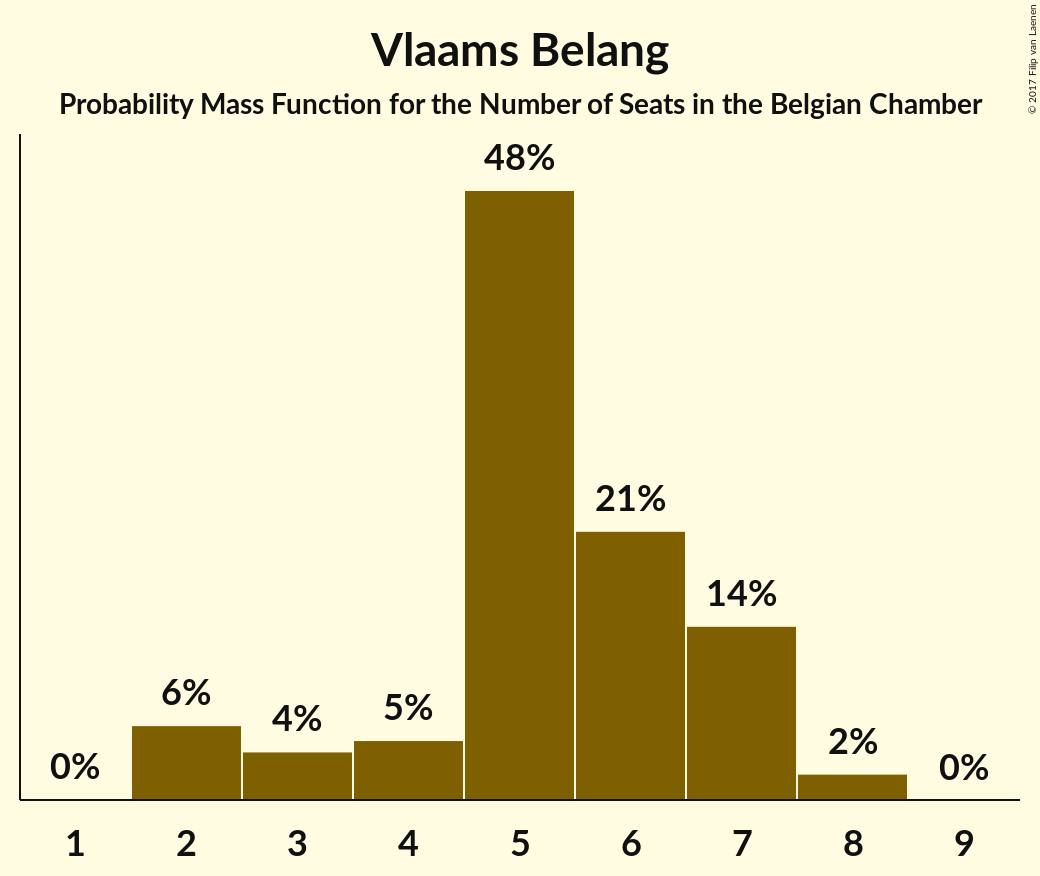 Vlaams Belang
Probability Mass Function for the Number of Seats in the Belgian Chamber
© 2017 Filip van Laenen
0% 6% 4% 5% 48% 21% 14% 2% 0%
1 2 3 4 5 6 7 8 9